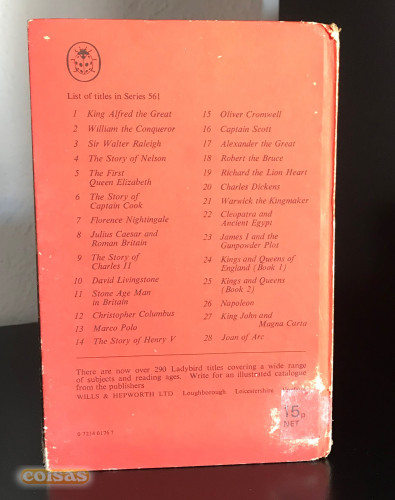 List of titles in Series 561
1 King Alfred the Great
2 William the Conqueror
3 Sir Walter Raleigh
4 The Story of Nelson
5 The First
Queen Elizabeth
6 The Story of
Captain Cook
7 Florence Nightingale
8 Julius Caesar and
Roman Britain
9 The Story of
Charles II
10 David Livingstone
11 Stone Age Man
in Britain
12 Christopher Columbus
13 Marco Polo
14 The Story of Henry V
15 Oliver Cromwell
16 Captain Scott
17 Alexander the Great
18 Robert the Bruce
19 Richard the Lion Heart
20 Charles Dickens
21 Warwick the Kingmaker
22 Cleopatra and
Ancient Egypt
23 James I and the
Gunpowder Plot
24 Kings and Queens of
England (Book 1)
25 Kings and Queens
(Book 2)
26 Napoleon
27 King John and
Magna Carta
28 Joan of Arc
There are now over 290 Ladybird titles covering a wide range
of subjects and reading ages. Write for an illustrated catalogue
from the publishers
WILLS & HEPWORTH LTD Loughborough Leicestershire
15p
NET
0 7214 0176 7
coisas